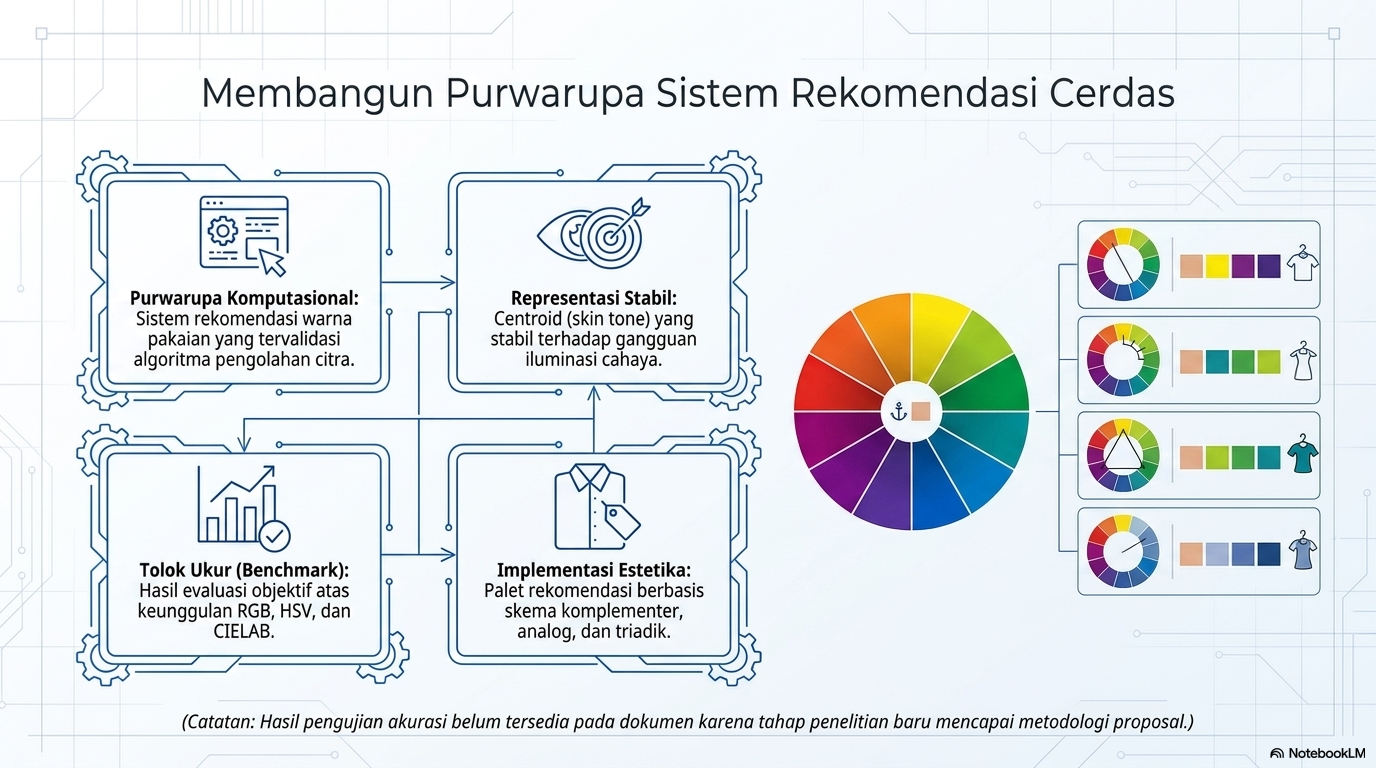 Membangun Purwarupa Sistem Rekomendasi Cerdas
Purwarupa Komputasional:
Sistem rekomendasi warna
pakaian yang tervalidasi
algoritma pengolahan citra.
Representasi Stabil:
Centroid (skin tone) yang
stabil terhadap gangguan
iluminasi cahaya.
Tolok Ukur (Benchmark):
Hasil evaluasi objektif atas
keunggulan RGB, HSV, dan
CIELAB.
Implementasi Estetika:
Palet rekomendasi berbasis
skema komplementer,
analog, dan triadik.
(Catatan: Hasil pengujian akurasi belum tersedia pada dokumen karena tahap penelitian baru mencapai metodologi proposal.)
NotebookLM